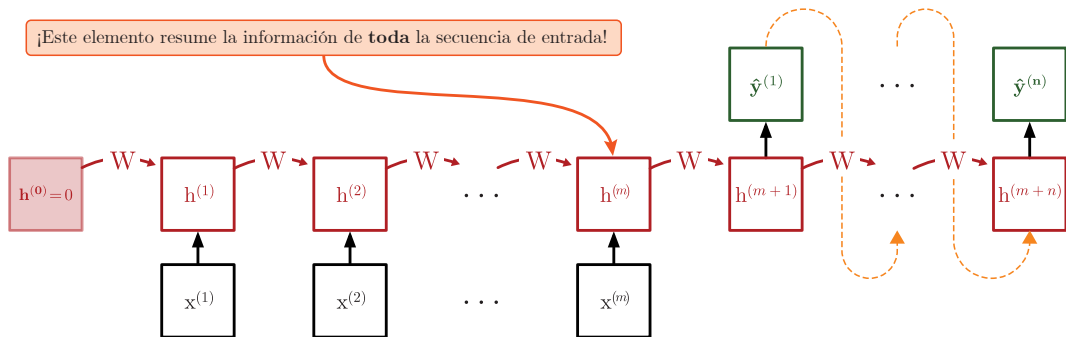 ¡Este elemento resume la información de toda la secuencia de entrada!
ŷ⁽¹⁾ · · · ŷ⁽ⁿ⁾
h⁽⁰⁾=0 W h⁽¹⁾ W h⁽²⁾ W · · · W h⁽ᵐ⁾ W h⁽ᵐ⁺¹⁾ W · · · W h⁽ᵐ⁺ⁿ⁾
x⁽¹⁾ x⁽²⁾ · · · x⁽ᵐ⁾